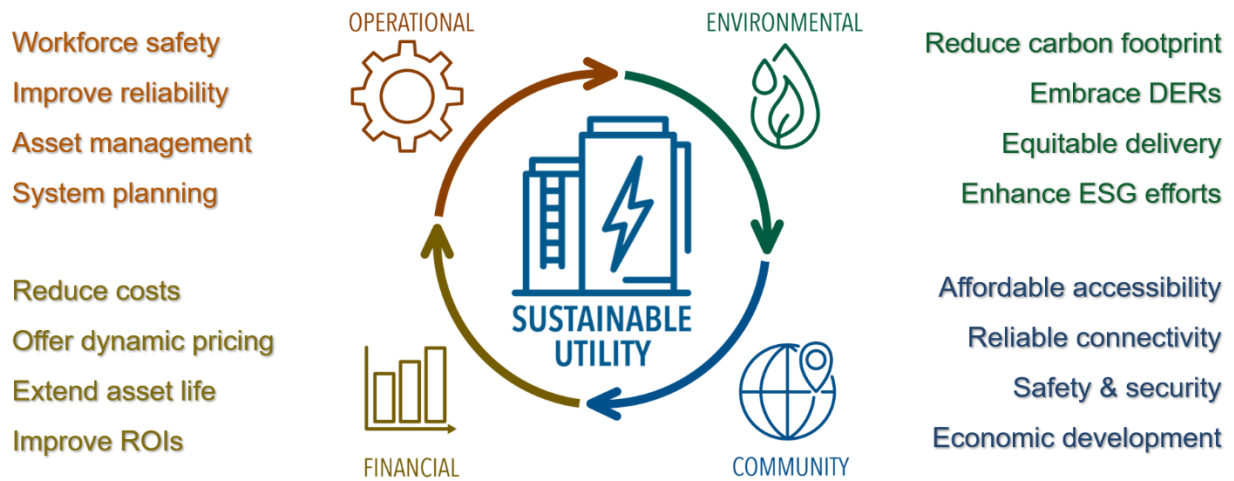 OPERATIONAL
Workforce safety
Improve reliability
Asset management
System planning
ENVIRONMENTAL
Reduce carbon footprint
Embrace DERs
Equitable delivery
Enhance ESG efforts
SUSTAINABLE
UTILITY
Reduce costs
Offer dynamic pricing
Extend asset life
Improve ROIs
FINANCIAL
Affordable accessibility
Reliable connectivity
Safety & security
Economic development
COMMUNITY